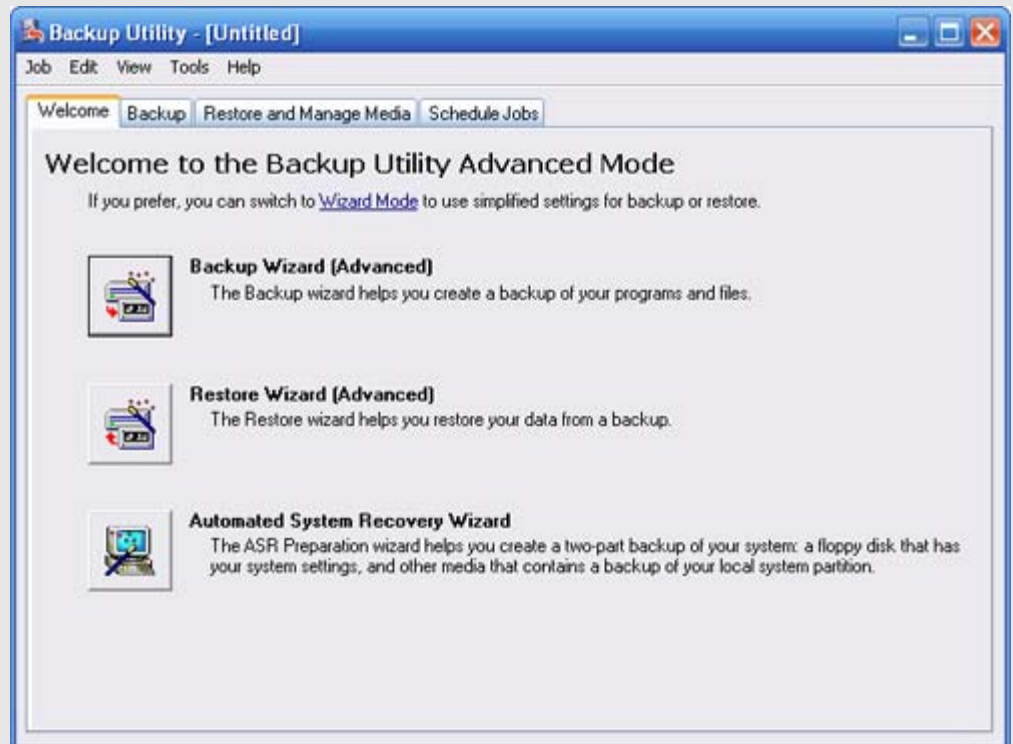 Backup Utility - [Untitled]
Job Edit View Tools Help
Welcome Backup Restore and Manage Media Schedule Jobs
Welcome to the Backup Utility Advanced Mode
If you prefer, you can switch to Wizard Mode to use simplified settings for backup or restore.
Backup Wizard (Advanced)
The Backup wizard helps you create a backup of your programs and files.
Restore Wizard (Advanced)
The Restore wizard helps you restore your data from a backup.
Automated System Recovery Wizard
The ASR Preparation wizard helps you create a two-part backup of your system: a floppy disk that has
your system settings, and other media that contains a backup of your local system partition.